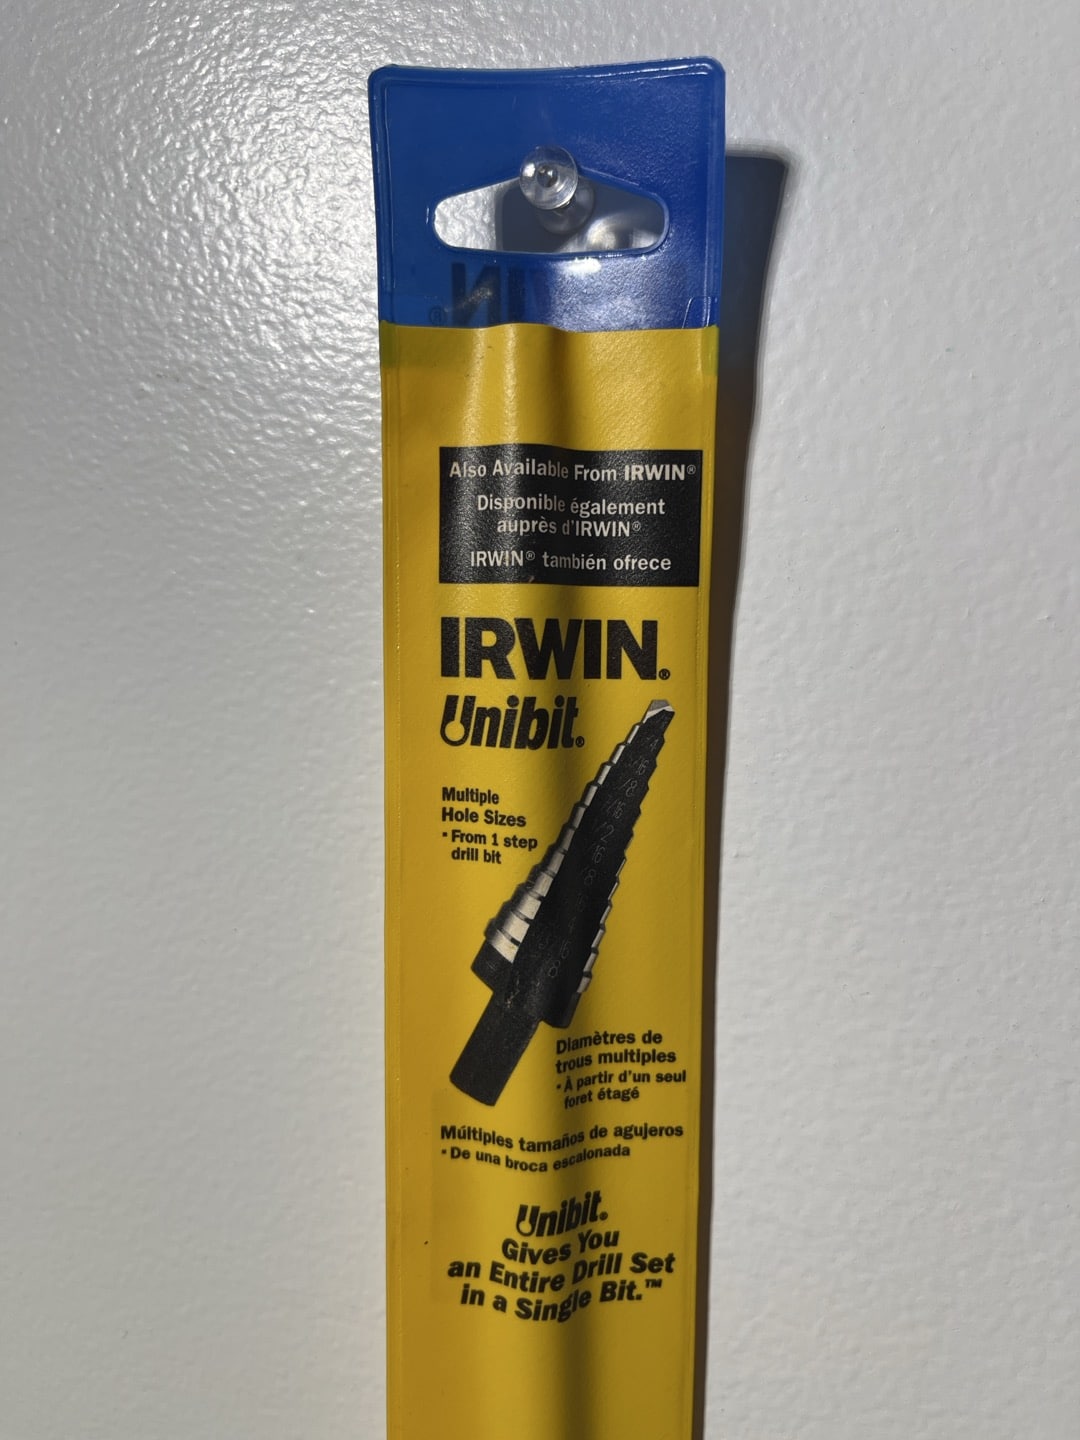 Also Available From IRWIN®
Disponible également
auprès d'IRWIN®
IRWIN® también ofrece
IRWIN®
Unibit®
Multiple
Hole Sizes
• From 1 step
drill bit
Diamètres de
trous multiples
• À partir d'un seul
foret étagé
Múltiples tamaños de agujeros
• De una broca escalonada
Unibit®
Gives You
an Entire Drill Set
in a Single Bit.™